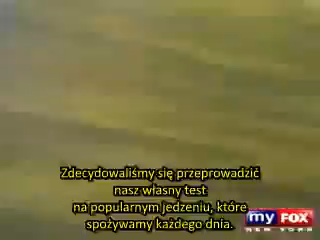 Zdecydowaliśmy się przeprowadzić
nasz własny test
na popularnym jedzeniu, które
spożywamy każdego dnia.
my FOX
NEW YORK